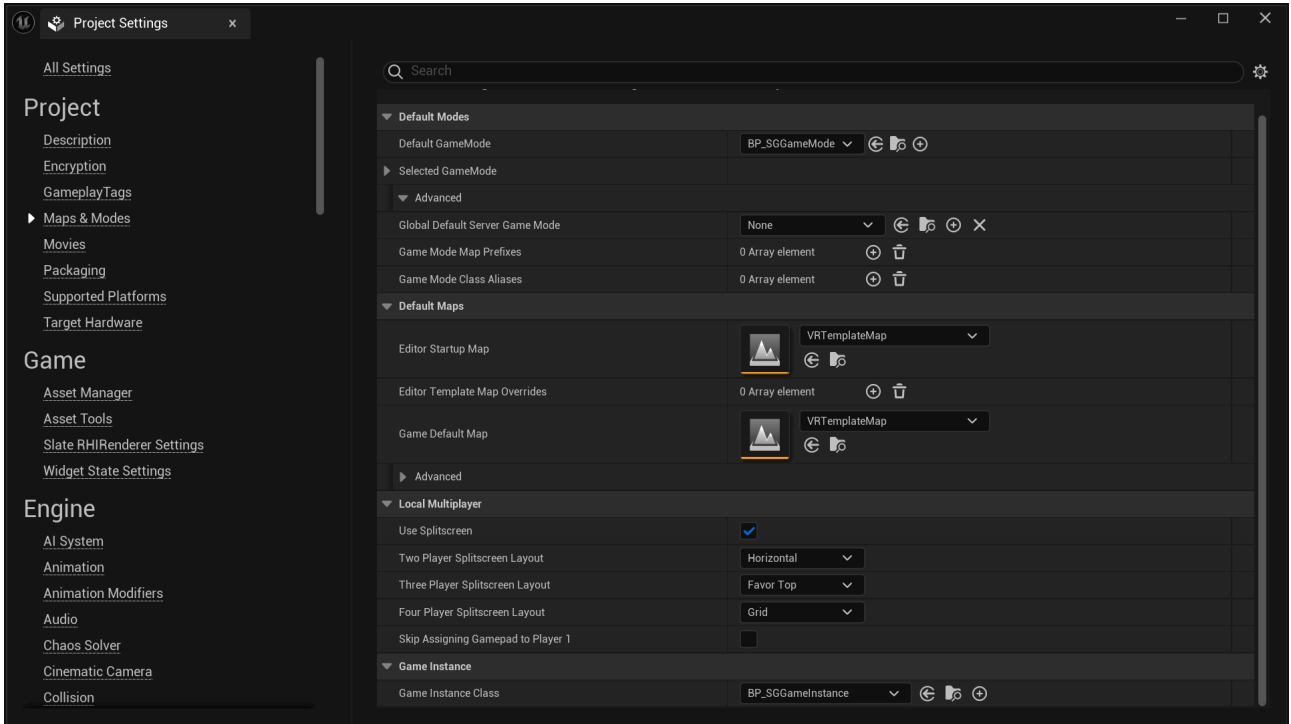 Project Settings
All Settings
Project
Description
Encryption
GameplayTags
Maps & Modes
Movies
Packaging
Supported Platforms
Target Hardware
Game
Asset Manager
Asset Tools
Slate RHIRenderer Settings
Widget State Settings
Engine
AI System
Animation
Animation Modifiers
Audio
Chaos Solver
Cinematic Camera
Collision
Search
Default Modes
Default GameMode BP_SGGameMode
Selected GameMode
Advanced
Global Default Server Game Mode None
Game Mode Map Prefixes 0 Array element
Game Mode Class Aliases 0 Array element
Default Maps
Editor Startup Map VRTemplateMap
Editor Template Map Overrides 0 Array element
Game Default Map VRTemplateMap
Advanced
Local Multiplayer
Use Splitscreen
Two Player Splitscreen Layout Horizontal
Three Player Splitscreen Layout Favor Top
Four Player Splitscreen Layout Grid
Skip Assigning Gamepad to Player 1
Game Instance
Game Instance Class BP_SGGameInstance